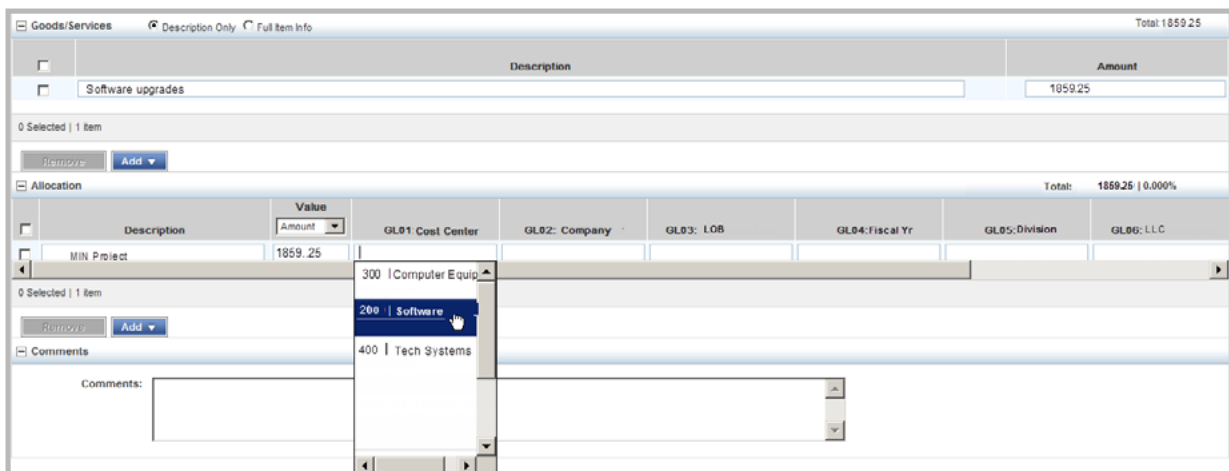 Goods/Services Description Only Full Item Info Total:1859.25
Description Amount
Software upgrades 1859.25
0 Selected | 1 item
Remove Add
Allocation Total: 1859.25 | 0.000%
Value
Description Amount GL01:Cost Center GL02: Company GL03: LOB GL04:Fiscal Yr GL05:Division GL06: LLC
MIN Project 1859..25
300 | Computer Equip
0 Selected | 1 item
200 | Software
Remove Add
400 | Tech Systems
Comments
Comments: